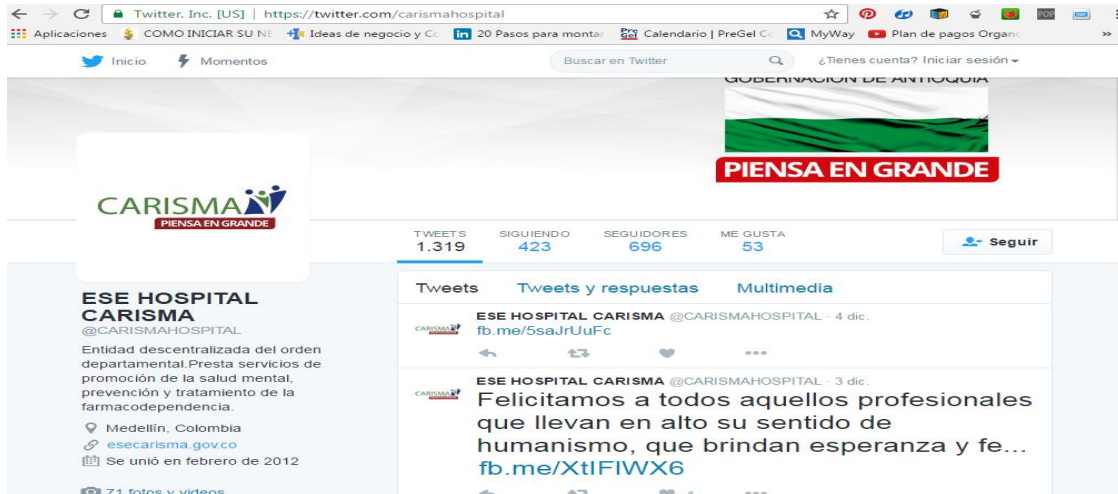 Twitter, Inc. [US] | https://twitter.com/carismahospital
Aplicaciones COMO INICIAR SU NE Ideas de negocio y Co 20 Pasos para montar Calendario | PreGel Co MyWay Plan de pagos Organo »
Inicio Momentos Buscar en Twitter ¿Tienes cuenta? Iniciar sesión
GOBERNACIÓN DE ANTIOQUIA
PIENSA EN GRANDE
CARISMA
PIENSA EN GRANDE
TWEETS SIGUIENDO SEGUIDORES ME GUSTA
1.319 423 696 53
Seguir
ESE HOSPITAL
CARISMA
@CARISMAHOSPITAL
Entidad descentralizada del orden
departamental.Presta servicios de
promoción de la salud mental,
prevención y tratamiento de la
farmacodependencia.
Medellín, Colombia
esecarisma.gov.co
Se unió en febrero de 2012
71 fotos y videos
Tweets Tweets y respuestas Multimedia
ESE HOSPITAL CARISMA @CARISMAHOSPITAL · 4 dic.
fb.me/5saJrUuFc
ESE HOSPITAL CARISMA @CARISMAHOSPITAL · 3 dic.
Felicitamos a todos aquellos profesionales
que llevan en alto su sentido de
humanismo, que brindan esperanza y fe...
fb.me/XtIFIWX6